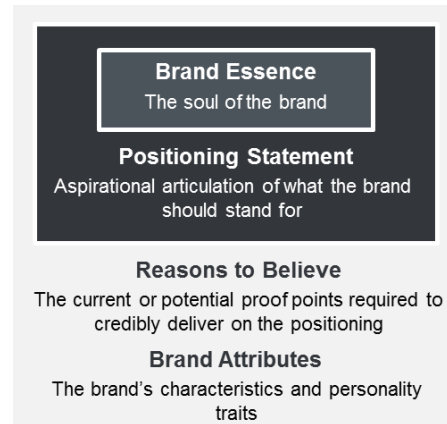 Brand Essence
The soul of the brand
Positioning Statement
Aspirational articulation of what the brand
should stand for
Reasons to Believe
The current or potential proof points required to
credibly deliver on the positioning
Brand Attributes
The brand's characteristics and personality
traits